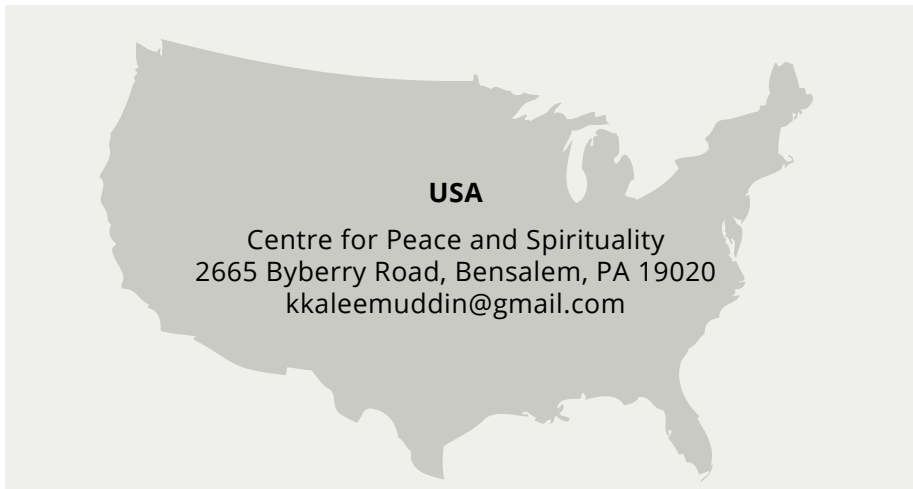 USA
Centre for Peace and Spirituality
2665 Byberry Road, Bensalem, PA 19020
kkaleemuddin@gmail.com